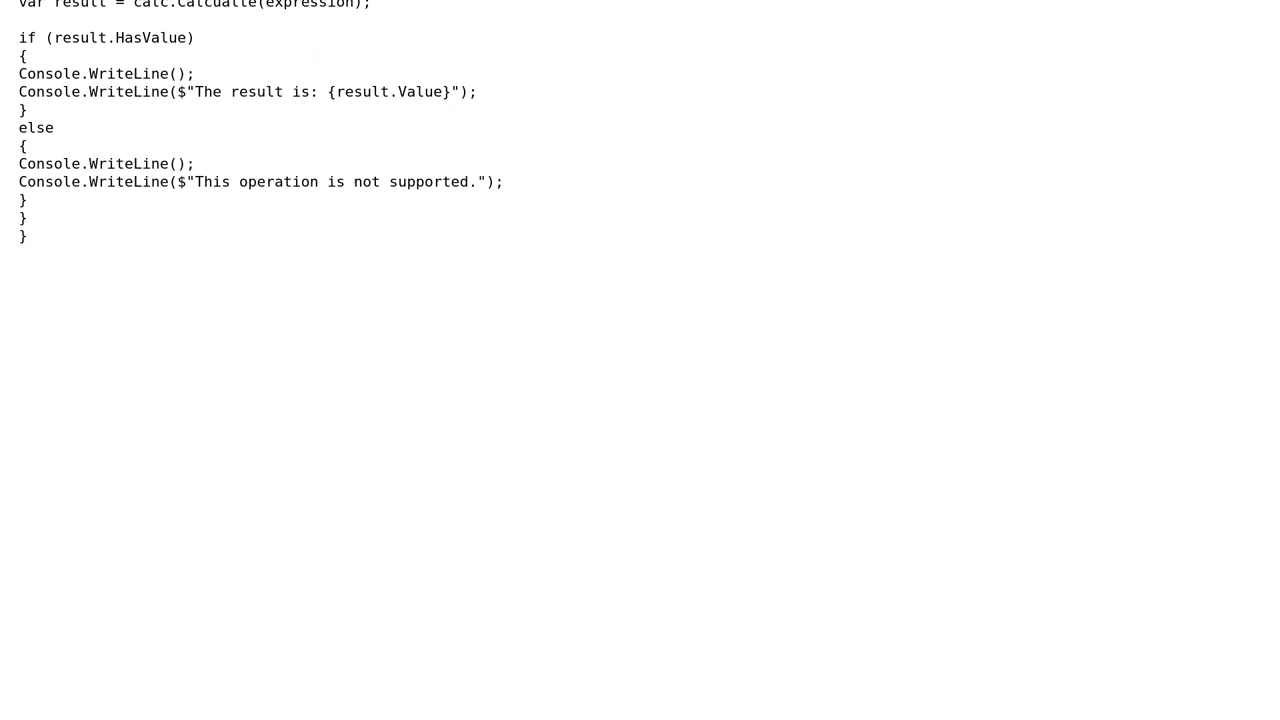 var result = calc.Calcualte(expression);
if (result.HasValue)
{
Console.WriteLine();
Console.WriteLine($"The result is: {result.Value}");
}
else
{
Console.WriteLine();
Console.WriteLine($"This operation is not supported.");
}
}
}